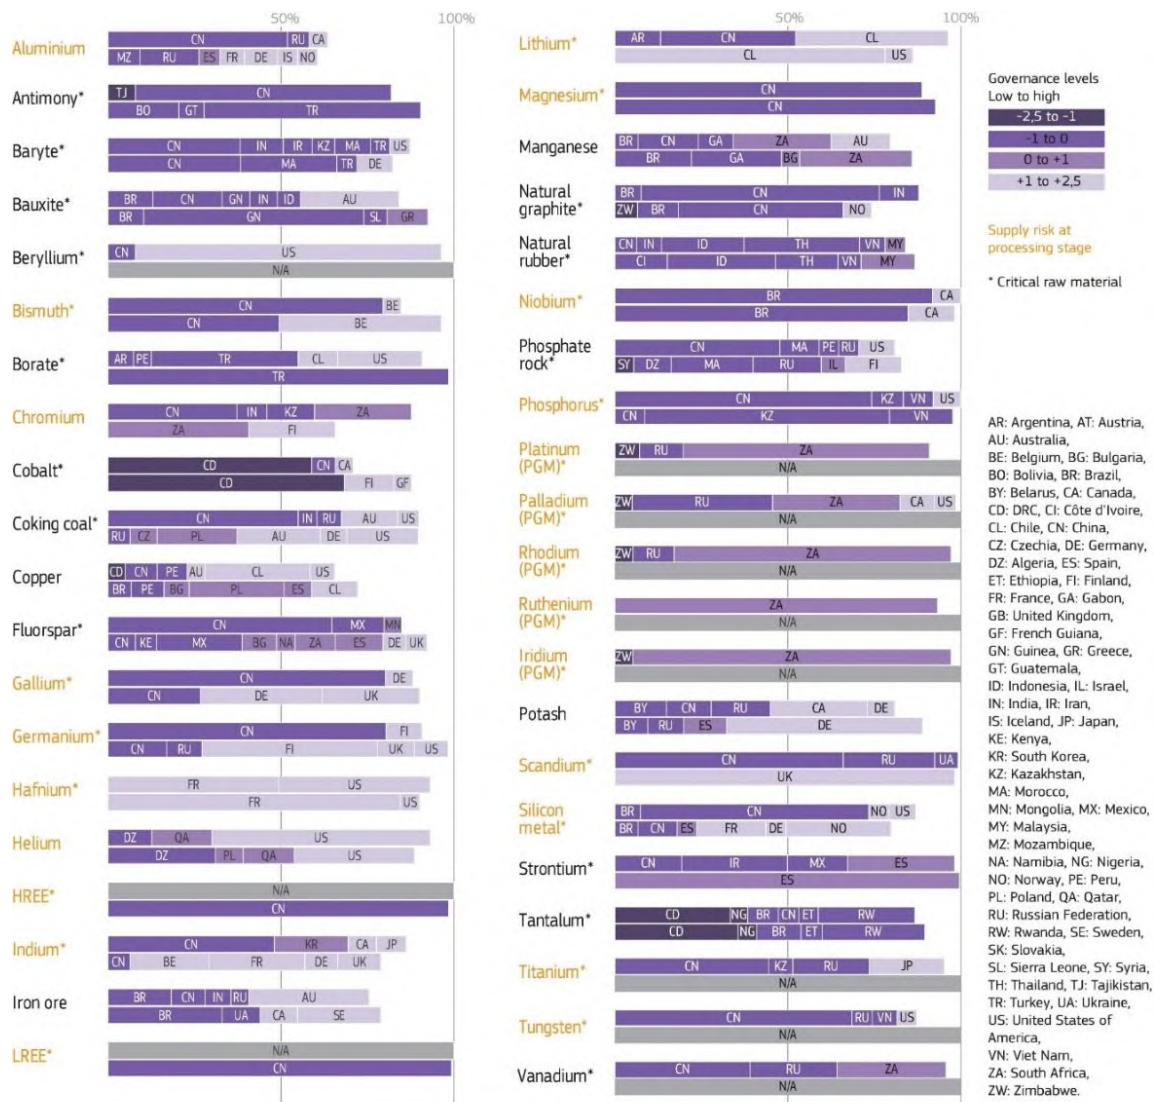 50% 100%
Aluminium
CN RU CA
MZ RU ES FR DE IS NO
Antimony*
TJ CN
BO GT TR
Baryte*
CN IN IR KZ MA TR US
CN MA TR DE
Bauxite*
BR CN GN IN ID AU
BR GN SL GR
Beryllium*
CN US
N/A
Bismuth*
CN BE
CN BE
Borate*
AR PE TR CL US
TR
Chromium
CN IN KZ ZA
ZA FI
Cobalt*
CD CN CA
CD FI GF
Coking coal*
CN IN RU AU US
RU CZ PL AU DE US
Copper
CD CN PE AU CL US
BR PE BG PL ES CL
Fluorspar*
CN MX MN
CN KE MX BG NA ZA ES DE UK
Gallium*
CN DE
CN DE UK
Germanium*
CN FI
CN RU FI UK US
Hafnium*
FR US
FR US
Helium
DZ QA US
DZ PL QA US
HREE*
N/A
CN
Indium*
CN KR CA JP
CN BE FR DE UK
Iron ore
BR CN IN RU AU
BR UA CA SE
LREE*
N/A
CN
50% 100%
Lithium*
AR CN CL
CL US
Magnesium*
CN
CN
Manganese
BR CN GA ZA AU
BR GA BG ZA
Natural
graphite*
BR CN IN
ZW BR CN NO
Natural
rubber*
CN IN ID TH VN MY
CI ID TH VN MY
Niobium*
BR CA
BR CA
Phosphate
rock*
CN MA PE RU US
SY DZ MA RU IL FI
Phosphorus*
CN KZ VN US
CN KZ VN
Platinum
(PGM)*
ZW RU ZA
N/A
Palladium
(PGM)*
ZW RU ZA CA US
N/A
Rhodium
(PGM)*
ZW RU ZA
N/A
Ruthenium
(PGM)*
ZA
N/A
Iridium
(PGM)*
ZW ZA
N/A
Potash
BY CN RU CA DE
BY RU ES DE
Scandium*
CN RU UA
UK
Silicon
metal*
BR CN NO US
BR CN ES FR DE NO
Strontium*
CN IR MX ES
ES
Tantalum*
CD NG BR CN ET RW
CD NG BR ET RW
Titanium*
CN KZ RU JP
N/A
Tungsten*
CN RU VN US
N/A
Vanadium*
CN RU ZA
N/A
Governance levels
Low to high
-2,5 to -1
-1 to 0
0 to +1
+1 to +2,5
Supply risk at
processing stage
* Critical raw material
AR: Argentina, AT: Austria,
AU: Australia,
BE: Belgium, BG: Bulgaria,
BO: Bolivia, BR: Brazil,
BY: Belarus, CA: Canada,
CD: DRC, CI: Côte d'Ivoire,
CL: Chile, CN: China,
CZ: Czechia, DE: Germany,
DZ: Algeria, ES: Spain,
ET: Ethiopia, FI: Finland,
FR: France, GA: Gabon,
GB: United Kingdom,
GF: French Guiana,
GN: Guinea, GR: Greece,
GT: Guatemala,
ID: Indonesia, IL: Israel,
IN: India, IR: Iran,
IS: Iceland, JP: Japan,
KE: Kenya,
KR: South Korea,
KZ: Kazakhstan,
MA: Morocco,
MN: Mongolia, MX: Mexico,
MY: Malaysia,
MZ: Mozambique,
NA: Namibia, NG: Nigeria,
NO: Norway, PE: Peru,
PL: Poland, QA: Qatar,
RU: Russian Federation,
RW: Rwanda, SE: Sweden,
SK: Slovakia,
SL: Sierra Leone, SY: Syria,
TH: Thailand, TJ: Tajikistan,
TR: Turkey, UA: Ukraine,
US: United States of
America,
VN: Viet Nam,
ZA: South Africa,
ZW: Zimbabwe.